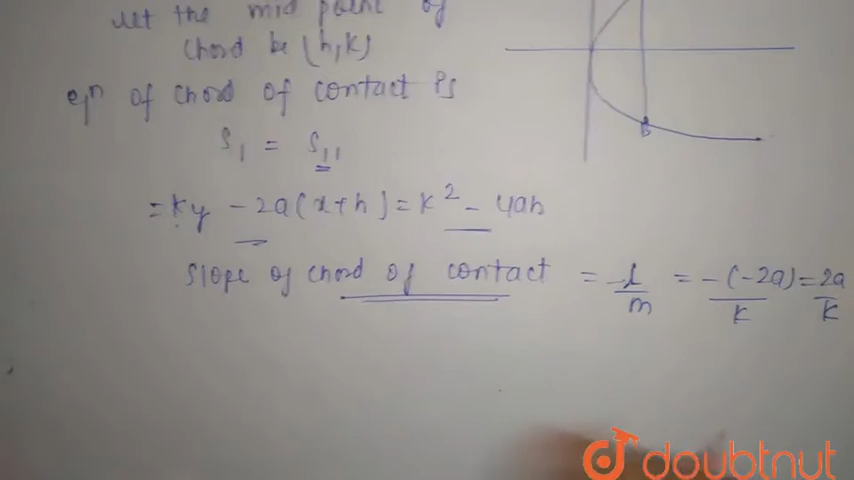 Let the mid point of
chord be (h,k)
eqn of chord of contact is
S1 = S11
= ky - 2a(x+h) = k² - 4ah
B
Slope of chord of contact = -l/m = -(-2a)/k = 2a/k
doubtnut